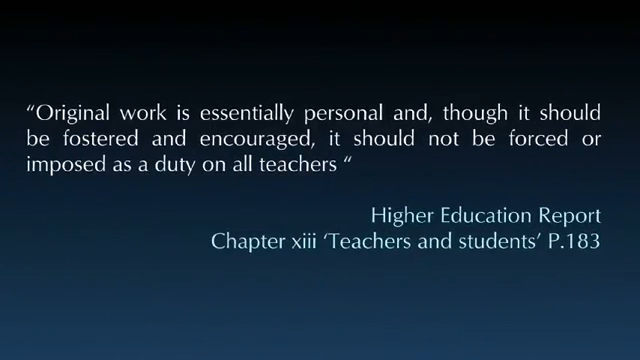 “Original work is essentially personal and, though it should
be fostered and encouraged, it should not be forced or
imposed as a duty on all teachers “
Higher Education Report
Chapter xiii ‘Teachers and students’ P.183